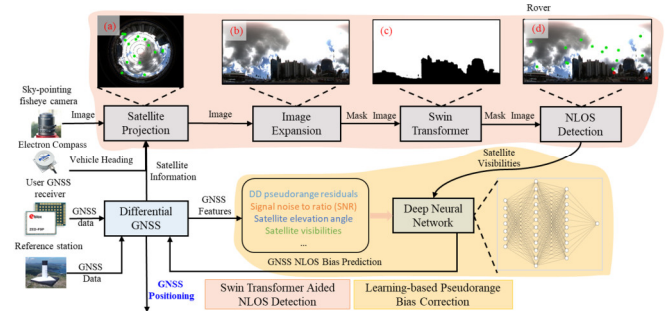 Rover
(a)
(b)
(c)
(d)
Sky-pointing
fisheye camera
Image
Satellite
Projection
Image
Image
Expansion
Mask Image
Swin
Transformer
Mask Image
NLOS
Detection
Electron Compass
Vehicle Heading
Satellite
Information
Satellite
Visibilities
User GNSS
receiver
GNSS
data
Differential
GNSS
GNSS
Features
DD pseudorange residuals
Signal noise to ratio (SNR)
Satellite elevation angle
Satellite visibilities
...
Deep Neural
Network
Reference station
GNSS
Data
GNSS NLOS Bias Prediction
GNSS
Positioning
Swin Transformer Aided
NLOS Detection
Learning-based Pseudorange
Bias Correction